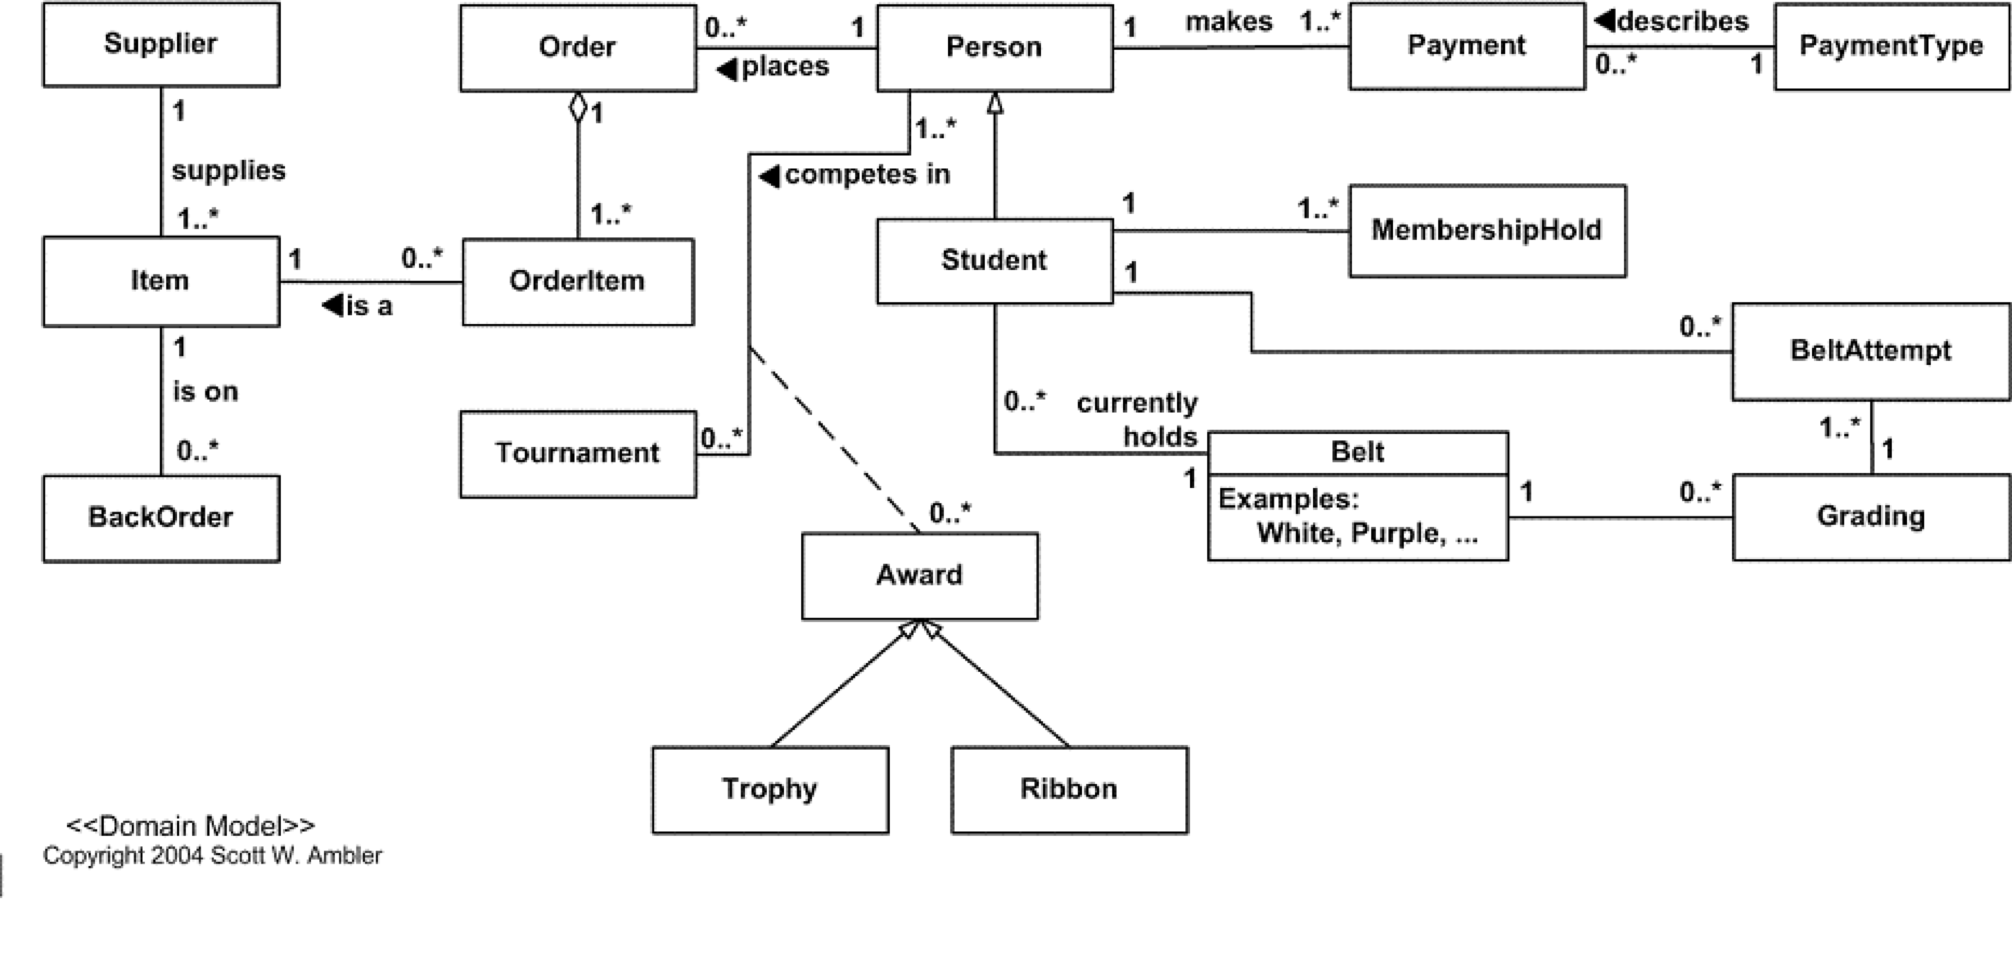 Supplier
Order
0..*
1
Person
1
makes
1..*
Payment
◀describes
PaymentType
◀places
0..*
1
1
1
1..*
supplies
◀competes in
1..*
1..*
1
1..*
MembershipHold
Item
1
0..*
OrderItem
Student
1
◀is a
0..*
BeltAttempt
1
is on
0..*
currently
holds
1..*
0..*
Tournament
0..*
1
Belt
1
Examples:
White, Purple, ...
1
0..*
Grading
BackOrder
0..*
Award
Trophy
Ribbon
<<Domain Model>>
Copyright 2004 Scott W. Ambler